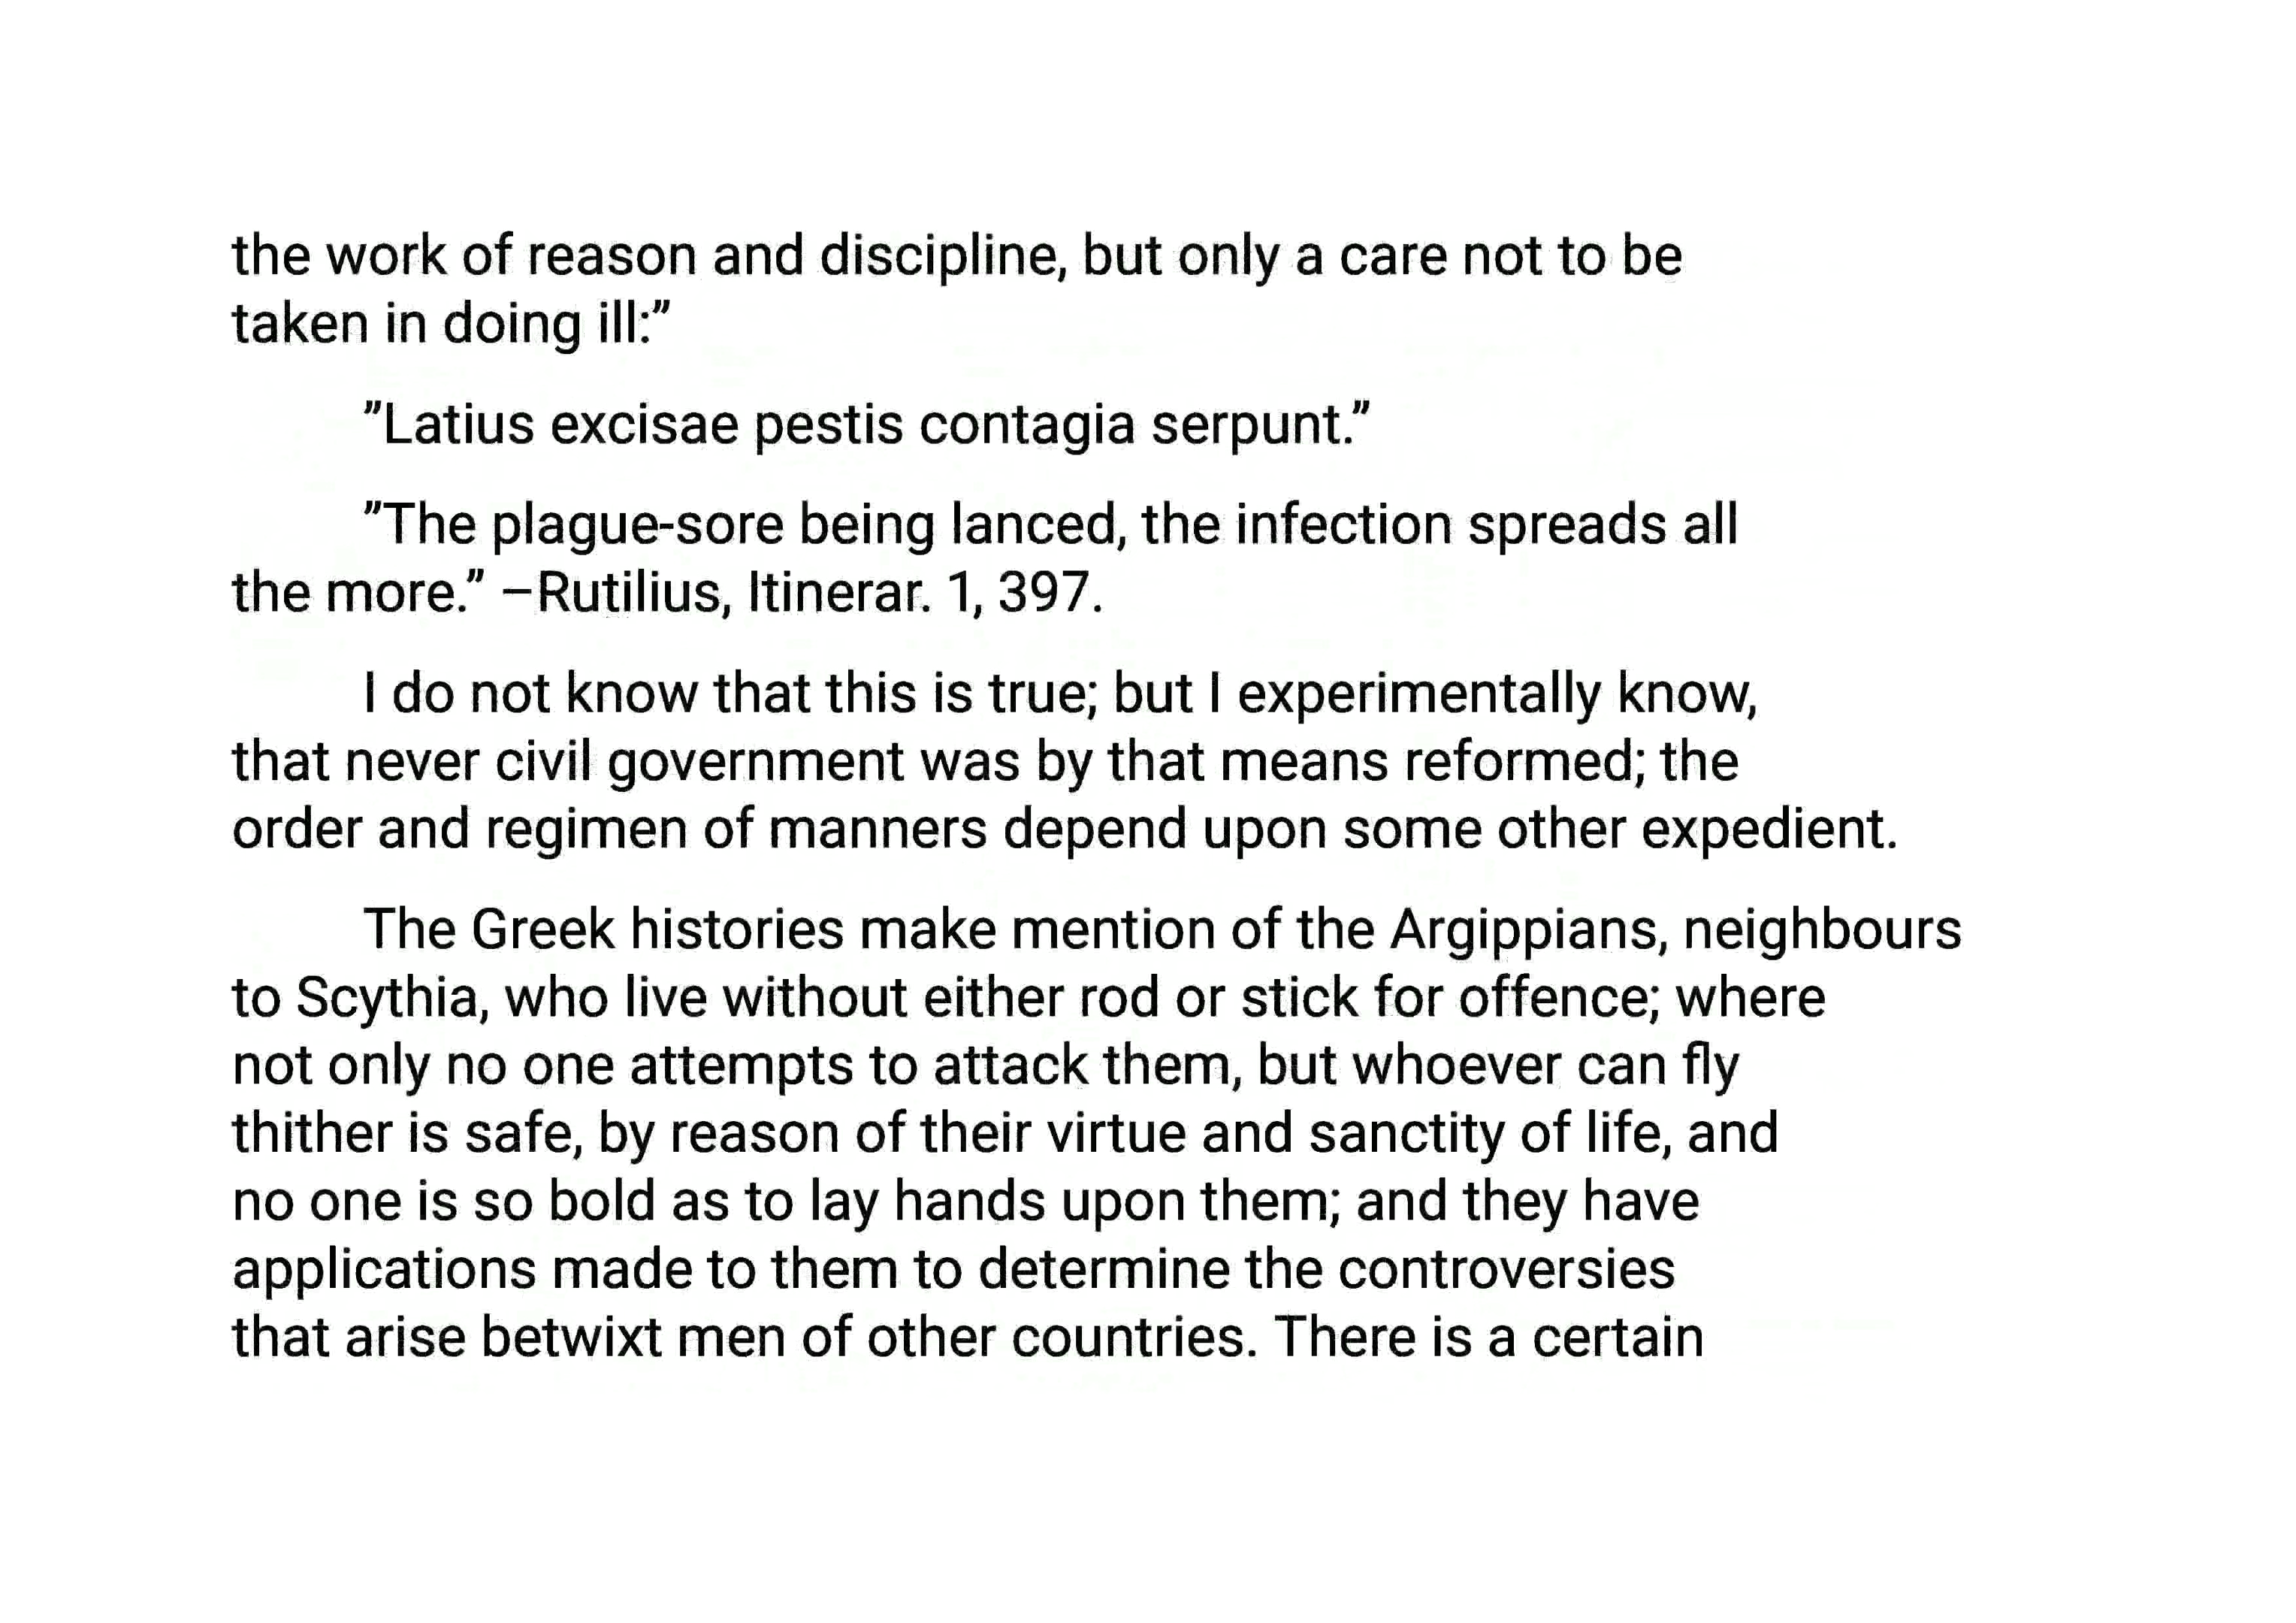 the work of reason and discipline, but only a care not to be
taken in doing ill:”
”Latius excisae pestis contagia serpunt.”
”The plague-sore being lanced, the infection spreads all
the more.” –Rutilius, Itinerar. 1, 397.
I do not know that this is true; but I experimentally know,
that never civil government was by that means reformed; the
order and regimen of manners depend upon some other expedient.
The Greek histories make mention of the Argippians, neighbours
to Scythia, who live without either rod or stick for offence; where
not only no one attempts to attack them, but whoever can fly
thither is safe, by reason of their virtue and sanctity of life, and
no one is so bold as to lay hands upon them; and they have
applications made to them to determine the controversies
that arise betwixt men of other countries. There is a certain